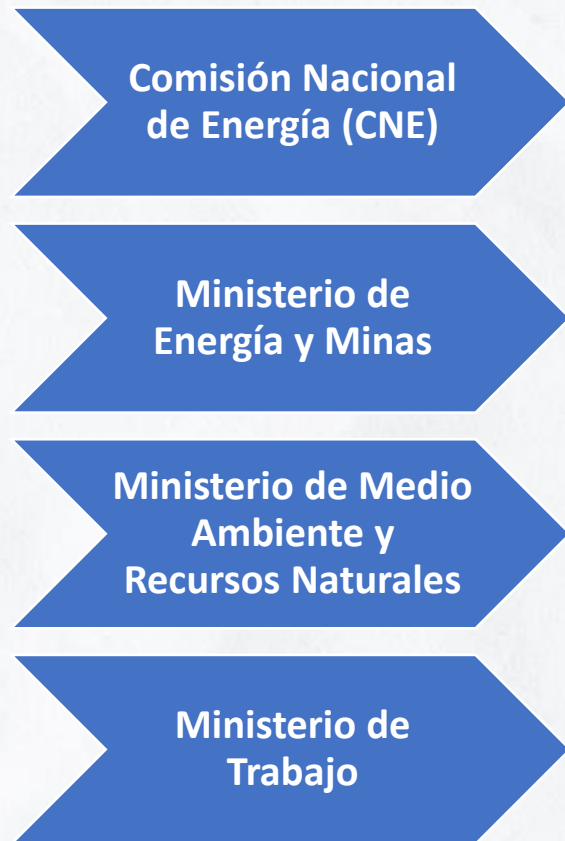 Comisión Nacional
de Energía (CNE)
Ministerio de
Energía y Minas
Ministerio de Medio
Ambiente y
Recursos Naturales
Ministerio de
Trabajo